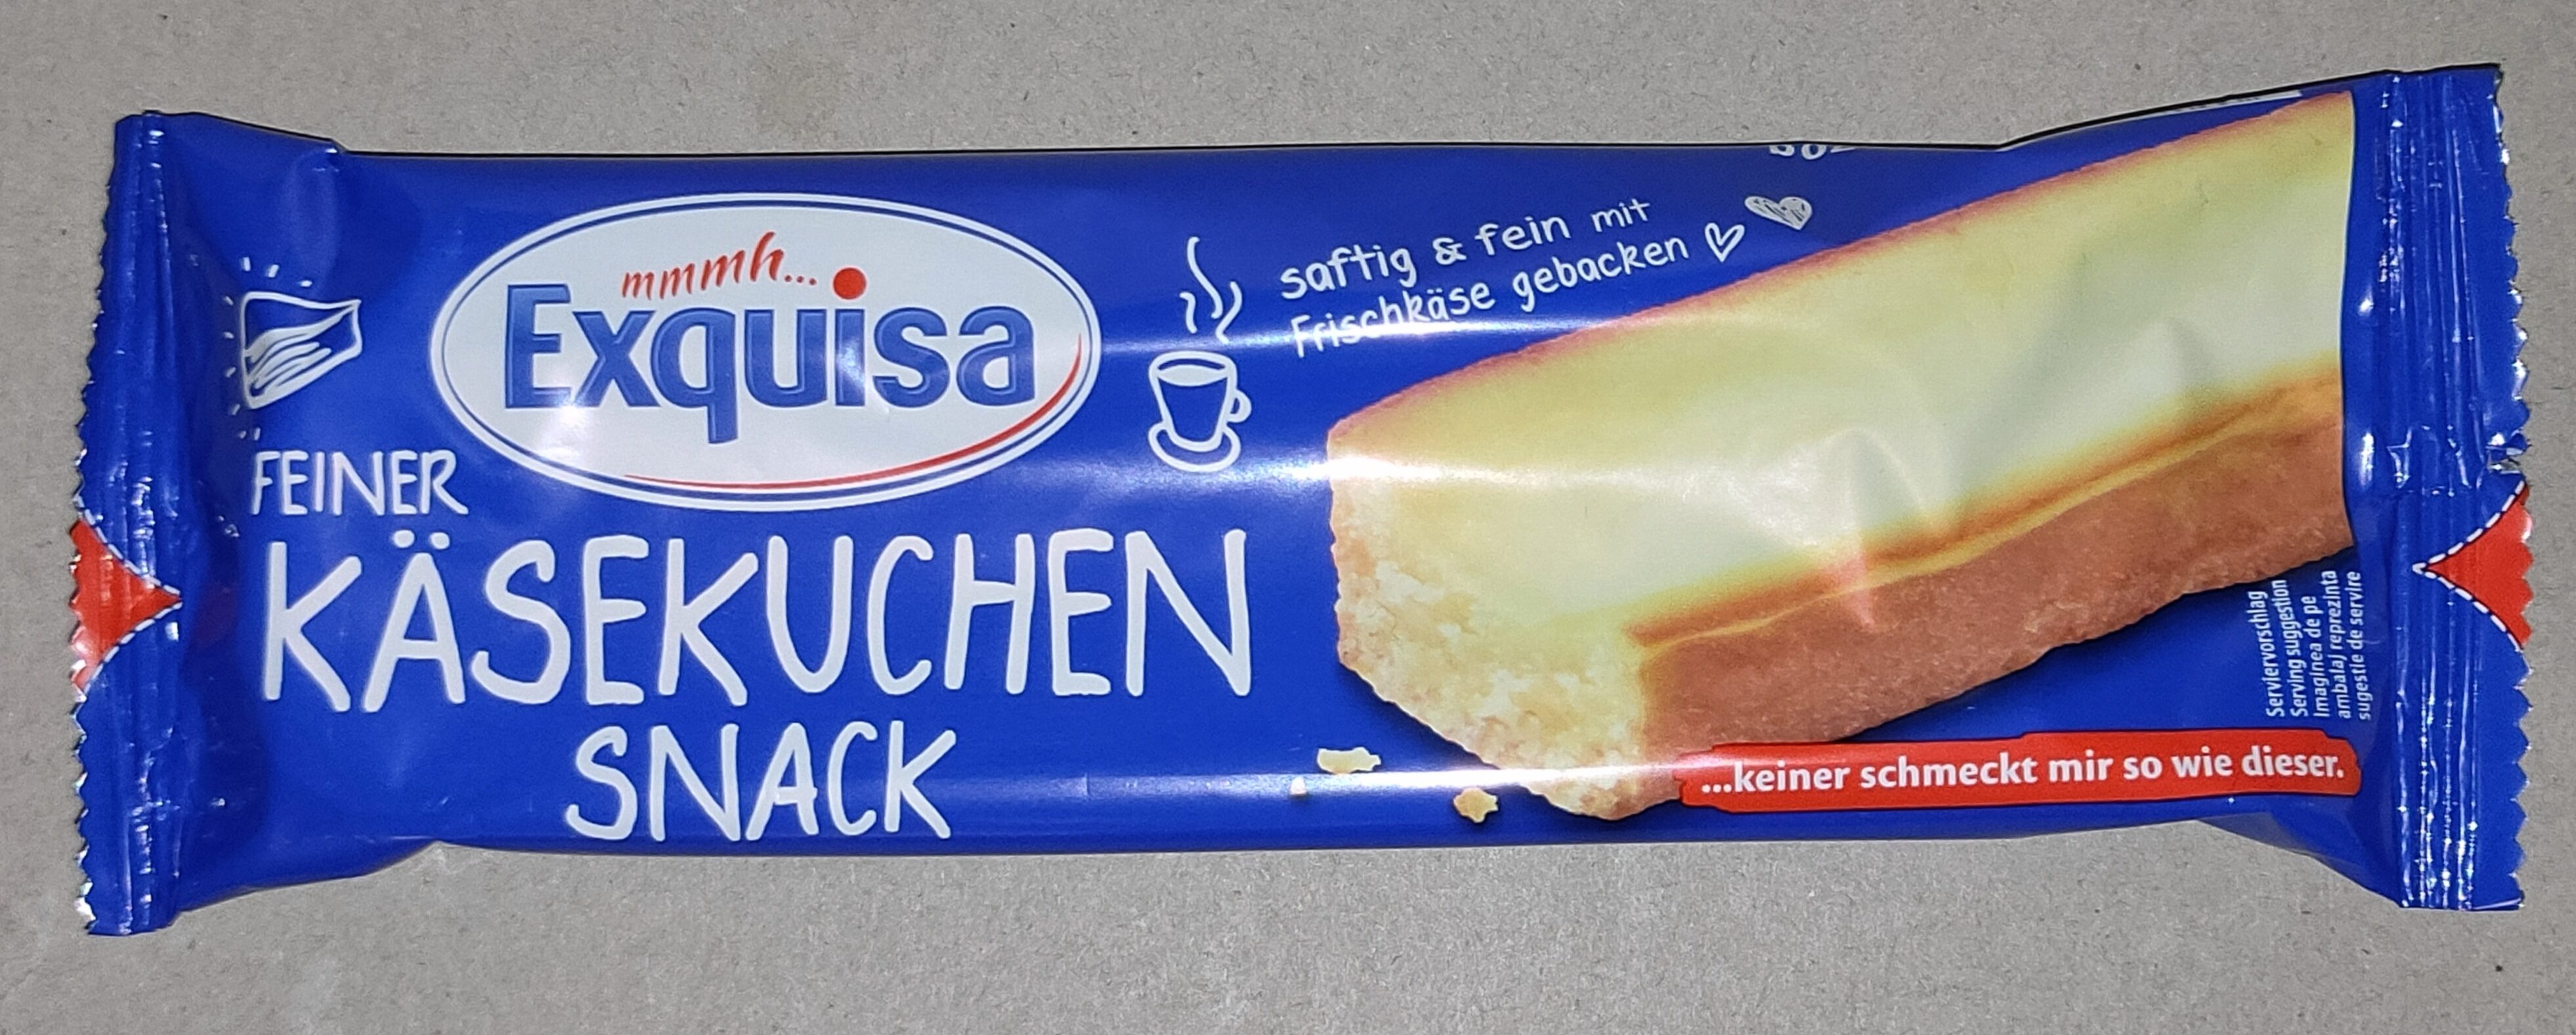 mmmh...
Exquisa
saftig & fein mit
Frischkäse gebacken
FEINER
KÄSEKUCHEN
SNACK
Serviervorschlag
Serving suggestion
Imaginea de pe
ambalaj reprezinta
sugestie de servire
...keiner schmeckt mir so wie dieser.